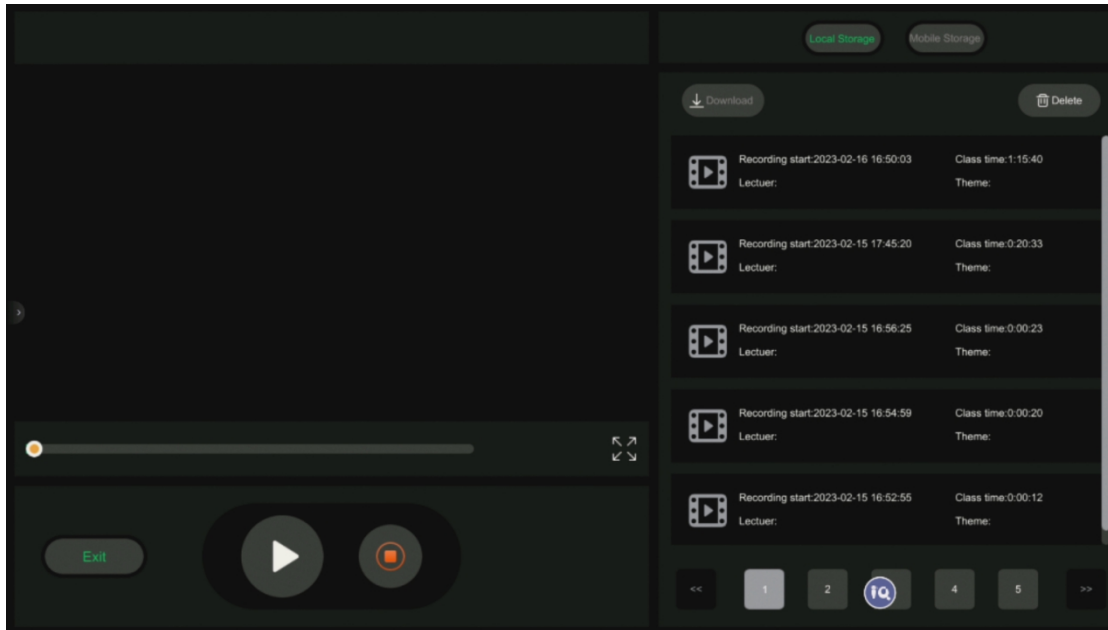 Local Storage
Mobile Storage
Download
Delete
Recording start:2023-02-16 16:50:03
Class time:1:15:40
Lectuer:
Theme:
Recording start:2023-02-15 17:45:20
Class time:0:20:33
Lectuer:
Theme:
Recording start:2023-02-15 16:56:25
Class time:0:00:23
Lectuer:
Theme:
Recording start:2023-02-15 16:54:59
Class time:0:00:20
Lectuer:
Theme:
Recording start:2023-02-15 16:52:55
Class time:0:00:12
Lectuer:
Theme:
Exit
<< 1 2 4 5 >>